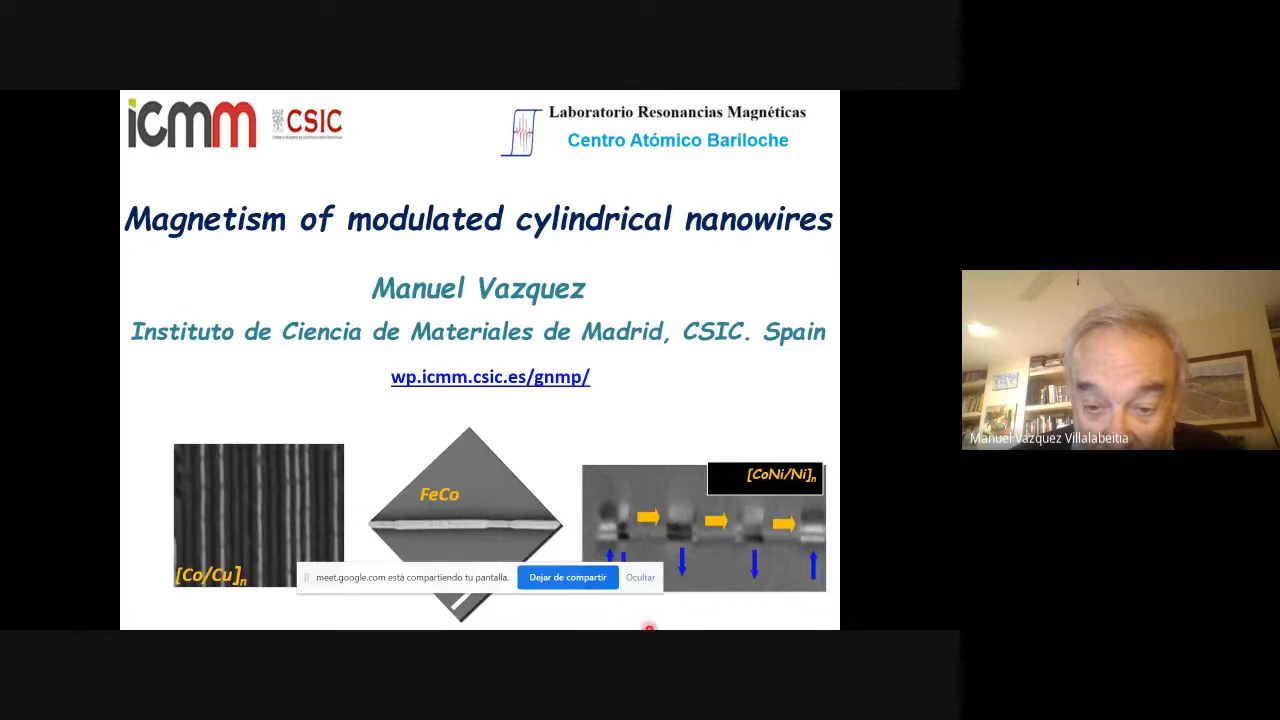 icmm
CSIC
Laboratorio Resonancias Magnéticas
Centro Atómico Bariloche
Magnetism of modulated cylindrical nanowires
Manuel Vazquez
Instituto de Ciencia de Materiales de Madrid, CSIC. Spain
wp.icmm.csic.es/gnmp/
[Co/Cu]n
FeCo
[CoNi/Ni]n
meet.google.com está compartiendo tu pantalla.
Dejar de compartir
Ocultar
Manuel Vazquez Villalabeitia